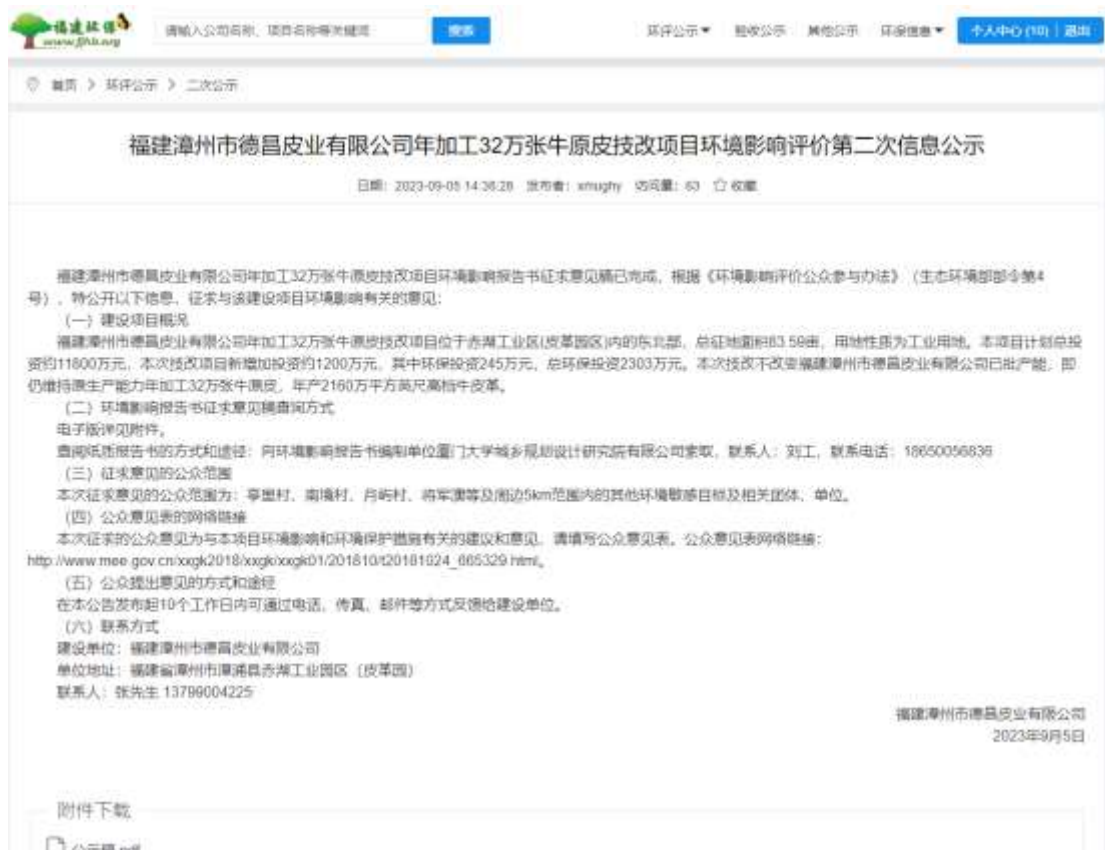 福建环保
www.fjhb.org
请输入公司名称、项目名称等关键词
搜索
环评公示▼ 验收公示 其他公示 环保信息▼ 个人中心 (10) | 退出
首页 > 环评公示 > 二次公示
福建漳州市德昌皮业有限公司年加工32万张牛原皮技改项目环境影响评价第二次信息公示
日期：2023-09-05 14:36:28 发布者：xmughy 访问量：63 ☆ 收藏
福建漳州市德昌皮业有限公司年加工32万张牛原皮技改项目环境影响报告书征求意见稿已完成，根据《环境影响评价公众参与办法》（生态环境部部令第4
号），特公开以下信息，征求与该建设项目环境影响有关的意见：
（一）建设项目概况
福建漳州市德昌皮业有限公司年加工32万张牛原皮技改项目位于赤湖工业区(皮革园区)内的东北部，总征地面积83.59亩，用地性质为工业用地。本项目计划总投
资约11800万元，本次技改项目新增加投资约1200万元，其中环保投资245万元，总环保投资2303万元。本次技改不改变福建漳州市德昌皮业有限公司已批产能，即
仍维持原生产能力年加工32万张牛原皮，年产2160万平方英尺高档牛皮革。
（二）环境影响报告书征求意见稿查询方式
电子版详见附件。
查阅纸质报告书的方式和途径：向环境影响报告书编制单位厦门大学城乡规划设计研究院有限公司索取，联系人：刘工，联系电话：18650056836
（三）征求意见的公众范围
本次征求意见的公众范围为：亭里村、南境村、月屿村、将军澳等及周边5km范围内的其他环境敏感目标及相关团体、单位。
（四）公众意见表的网络链接
本次征求的公众意见为与本项目环境影响和环境保护措施有关的建议和意见，请填写公众意见表。公众意见表网络链接：
http://www.mee.gov.cn/xxgk2018/xxgk/xxgk01/201810/t20181024_665329.html。
（五）公众提出意见的方式和途径
在本公告发布起10个工作日内可通过电话、传真、邮件等方式反馈给建设单位。
（六）联系方式
建设单位：福建漳州市德昌皮业有限公司
单位地址：福建省漳州市漳浦县赤湖工业园区（皮革园）
联系人：张先生 13799004225
福建漳州市德昌皮业有限公司
2023年9月5日
附件下载
公示稿.pdf